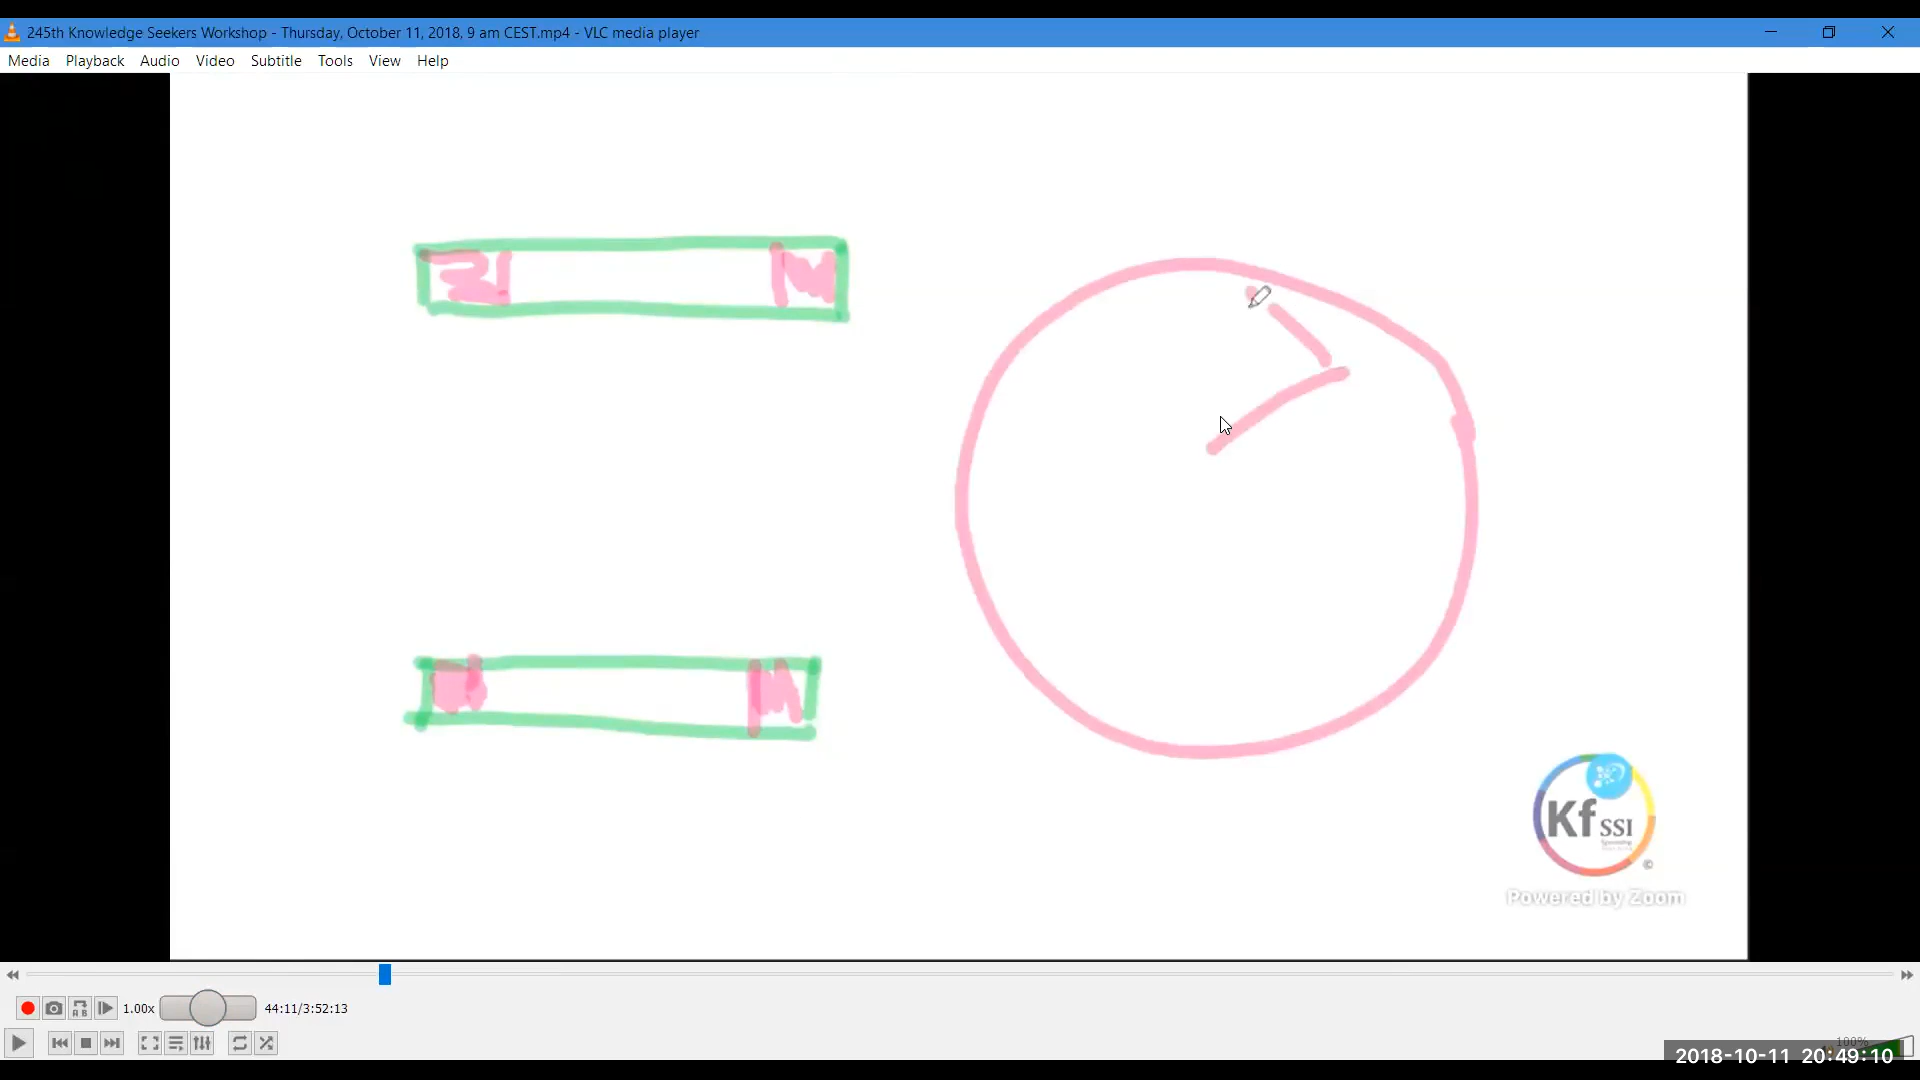 245th Knowledge Seekers Workshop - Thursday, October 11, 2018, 9 am CEST.mp4 - VLC media player
Media Playback Audio Video Subtitle Tools View Help
Kf SSI
©
Powered by Zoom
1.00x
44:11/3:52:13
100%
2018-10-11 20:49:10